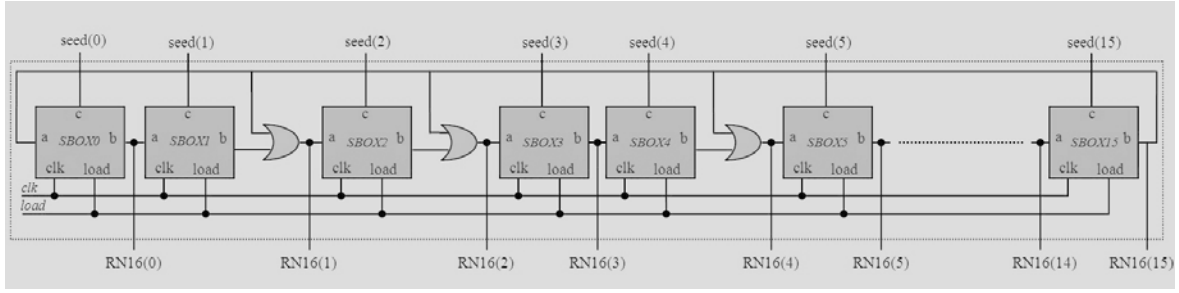 seed(0) seed(1) seed(2) seed(3) seed(4) seed(5) seed(15)
c c c c c c c
a SBOX0 b a SBOX1 b a SBOX2 b a SBOX3 b a SBOX4 b a SBOX5 b a SBOX15 b
clk load clk load clk load clk load clk load clk load clk load
clk
load
RN16(0) RN16(1) RN16(2) RN16(3) RN16(4) RN16(5) RN16(14) RN16(15)